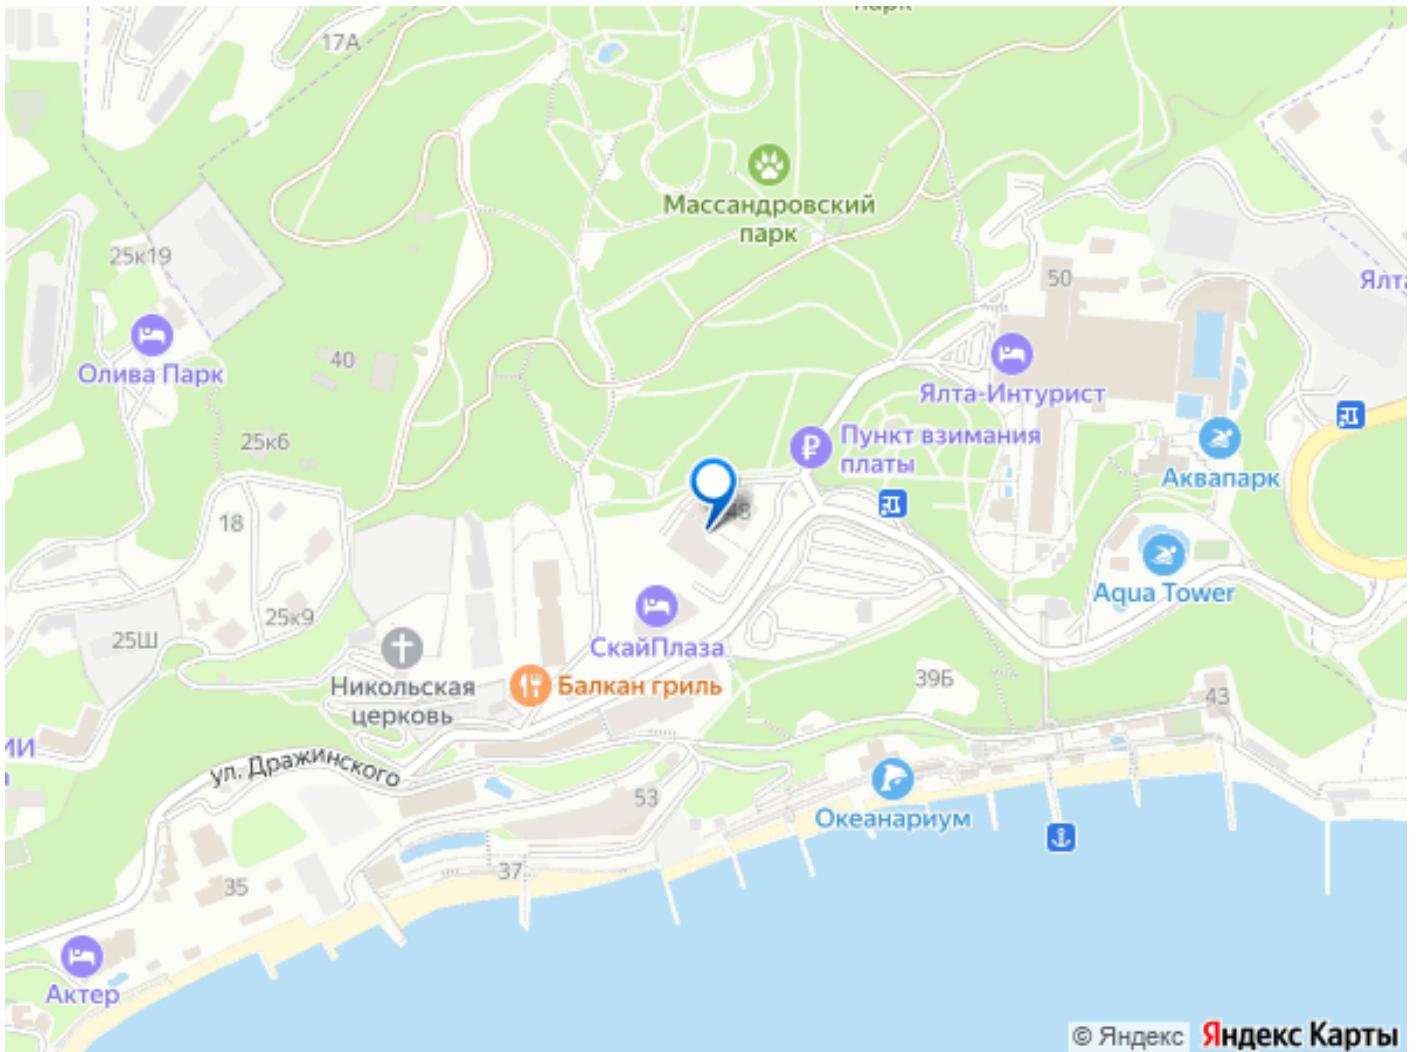 парк
17А
Массандровский
парк
25к19
50
Ялта
Олива Парк
40
Ялта-Интурист
25к6
Пункт взимания
платы
Аквапарк
18
48
Aqua Tower
25к9
25Ш
СкайПлаза
Никольская
церковь
Балкан гриль
39Б
43
ИИ
ул. Дражинского
53
Океанариум
37
35
Актер
© Яндекс
Яндекс Карты